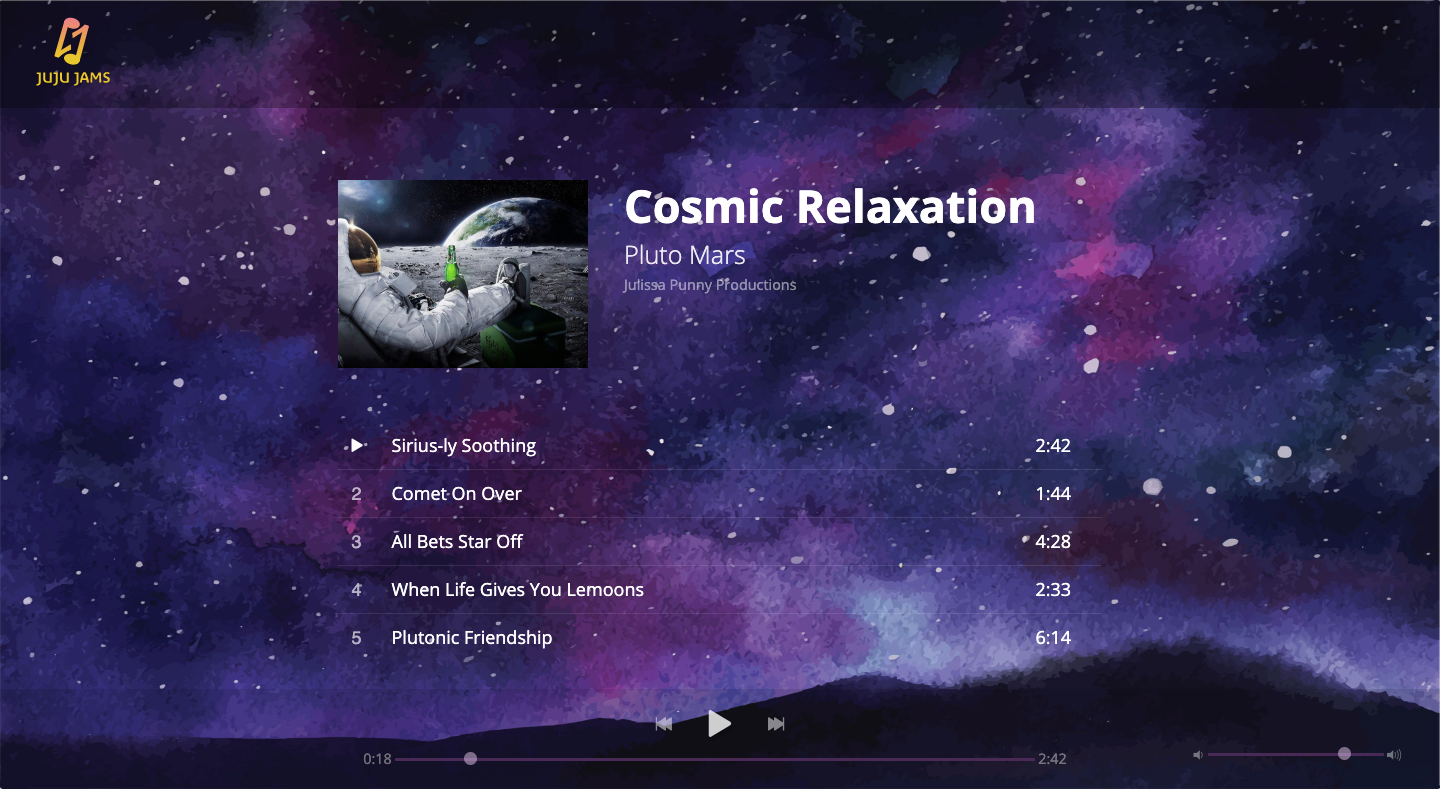 JUJU JAMS
Cosmic Relaxation
Pluto Mars
Julissa Punny Productions
Sirius-ly Soothing 2:42
2 Comet On Over 1:44
3 All Bets Star Off 4:28
4 When Life Gives You Lemoons 2:33
5 Plutonic Friendship 6:14
0:18 2:42